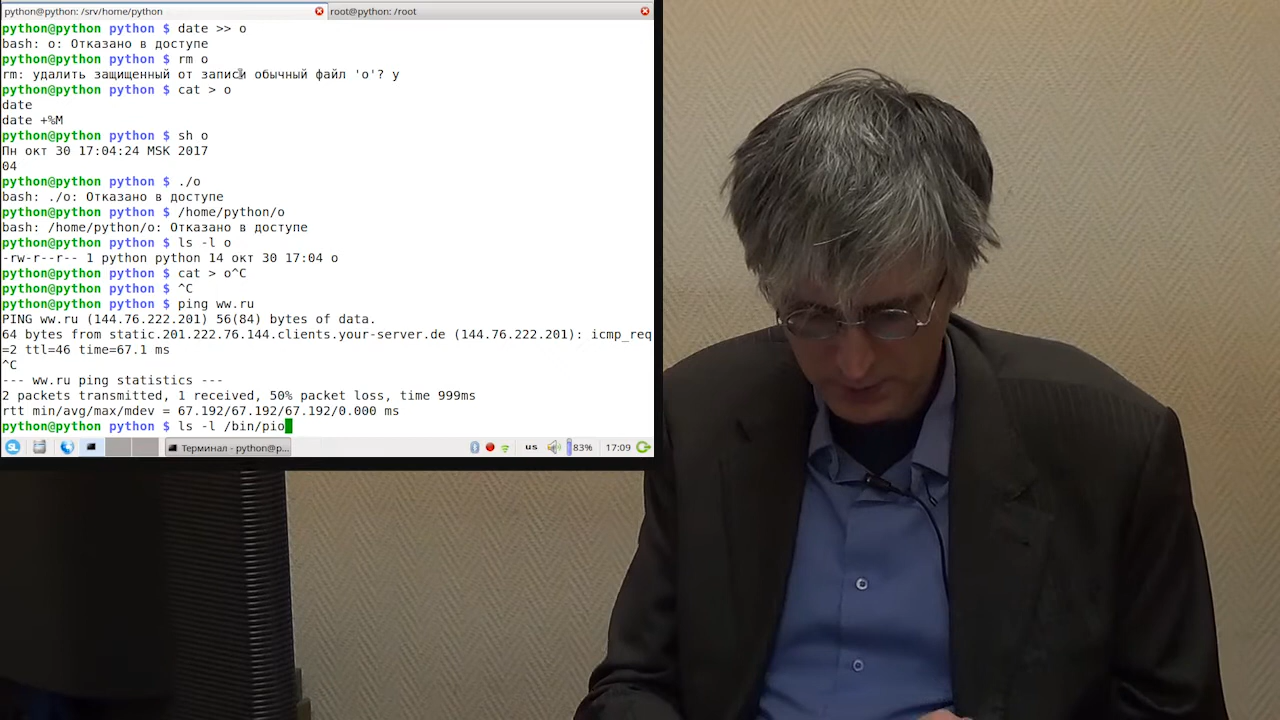 python@python: /srv/home/python
root@python: /root
python@python python $ date >> o
bash: o: Отказано в доступе
python@python python $ rm o
rm: удалить защищенный от записи обычный файл 'o'? y
python@python python $ cat > o
date
date +%M
python@python python $ sh o
Пн окт 30 17:04:24 MSK 2017
04
python@python python $ ./o
bash: ./o: Отказано в доступе
python@python python $ /home/python/o
bash: /home/python/o: Отказано в доступе
python@python python $ ls -l o
-rw-r--r-- 1 python python 14 окт 30 17:04 o
python@python python $ cat > o^C
python@python python $ ^C
python@python python $ ping ww.ru
PING ww.ru (144.76.222.201) 56(84) bytes of data.
64 bytes from static.201.222.76.144.clients.your-server.de (144.76.222.201): icmp_req
=2 ttl=46 time=67.1 ms
^C
--- ww.ru ping statistics ---
2 packets transmitted, 1 received, 50% packet loss, time 999ms
rtt min/avg/max/mdev = 67.192/67.192/67.192/0.000 ms
python@python python $ ls -l /bin/pio
SL
Терминал - python@p...
us
83%
17:09